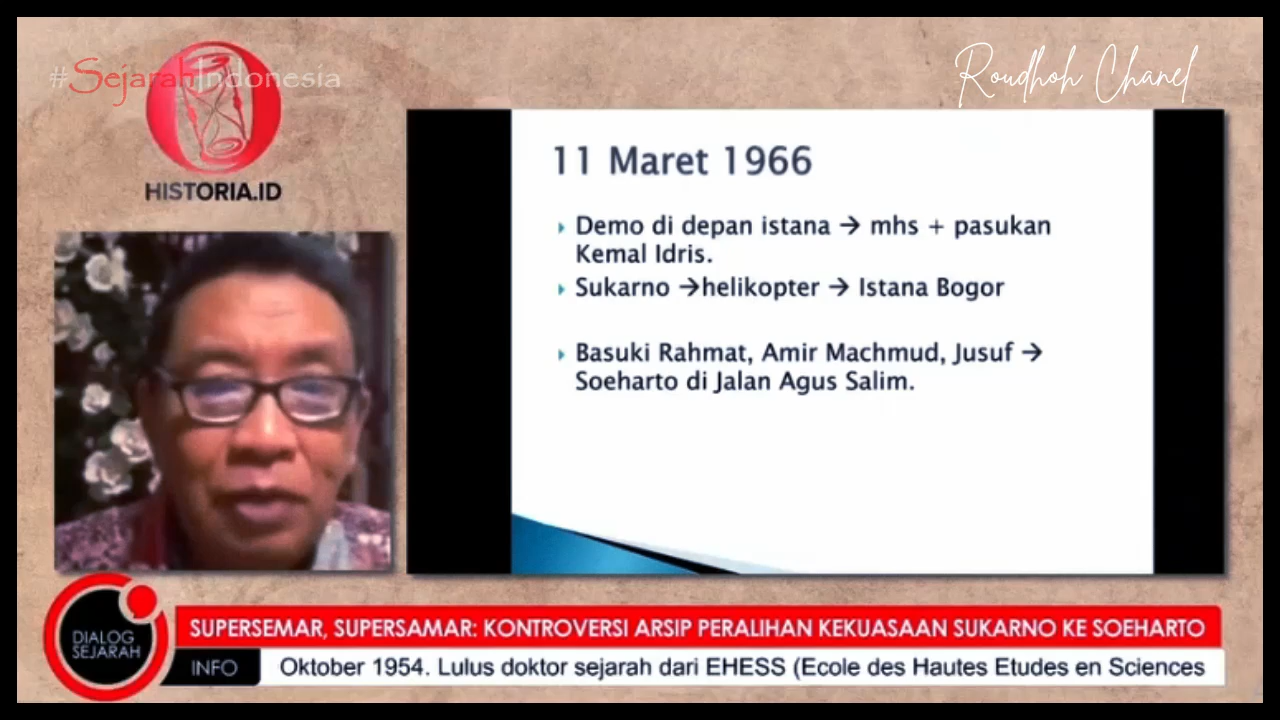 #SejarahIndonesia
HISTORIA.ID
Roudhoh Chanel
11 Maret 1966
Demo di depan istana → mhs + pasukan
Kemal Idris.
Sukarno →helikopter → Istana Bogor
Basuki Rahmat, Amir Machmud, Jusuf →
Soeharto di Jalan Agus Salim.
DIALOG
SEJARAH
SUPERSEMAR, SUPERSAMAR: KONTROVERSI ARSIP PERALIHAN KEKUASAAN SUKARNO KE SOEHARTO
INFO
Oktober 1954. Lulus doktor sejarah dari EHESS (Ecole des Hautes Etudes en Sciences